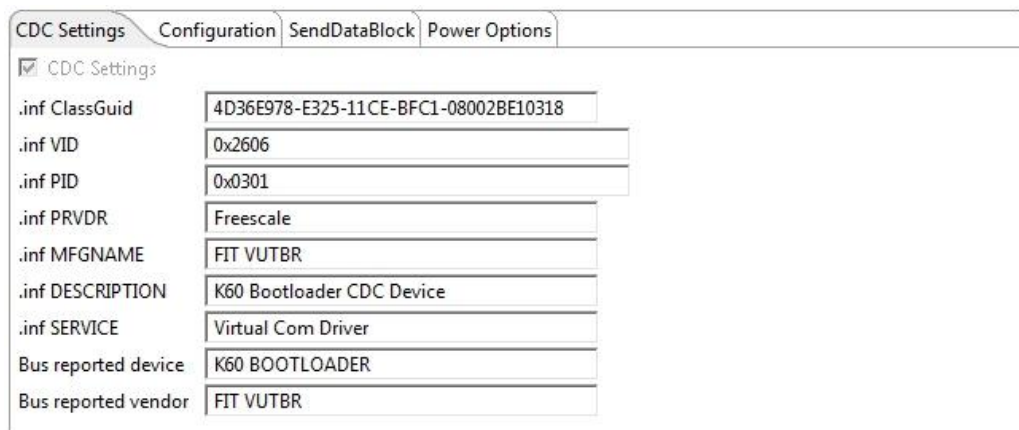 CDC Settings Configuration SendDataBlock Power Options
CDC Settings
.inf ClassGuid 4D36E978-E325-11CE-BFC1-08002BE10318
.inf VID 0x2606
.inf PID 0x0301
.inf PRVDR Freescale
.inf MFGNAME FIT VUTBR
.inf DESCRIPTION K60 Bootloader CDC Device
.inf SERVICE Virtual Com Driver
Bus reported device K60 BOOTLOADER
Bus reported vendor FIT VUTBR